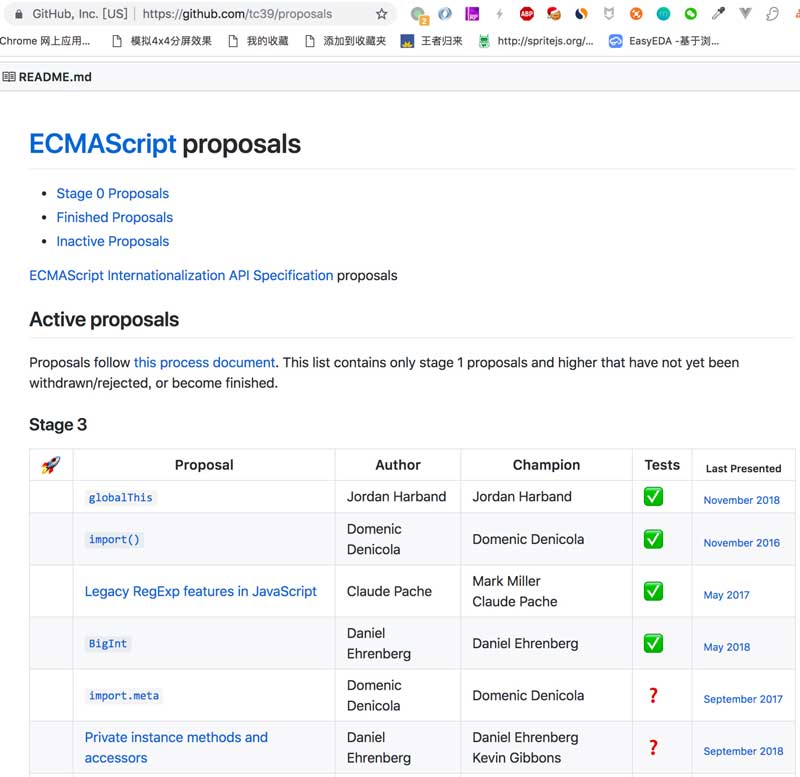 GitHub, Inc. [US] | https://github.com/tc39/proposals
2
RP
ABP
Chrome 网上应用... 模拟4x4分屏效果 我的收藏 添加到收藏夹 王者归来 http://spritejs.org/... EasyEDA -基于浏...
README.md
ECMAScript proposals
• Stage 0 Proposals
• Finished Proposals
• Inactive Proposals
ECMAScript Internationalization API Specification proposals
Active proposals
Proposals follow this process document. This list contains only stage 1 proposals and higher that have not yet been
withdrawn/rejected, or become finished.
Stage 3
🚀 Proposal Author Champion Tests Last Presented
globalThis Jordan Harband Jordan Harband ✅ November 2018
import() Domenic Denicola Domenic Denicola ✅ November 2016
Legacy RegExp features in JavaScript Claude Pache Mark Miller Claude Pache ✅ May 2017
BigInt Daniel Ehrenberg Daniel Ehrenberg ✅ May 2018
import.meta Domenic Denicola Domenic Denicola ❓ September 2017
Private instance methods and accessors Daniel Ehrenberg Daniel Ehrenberg Kevin Gibbons ❓ September 2018